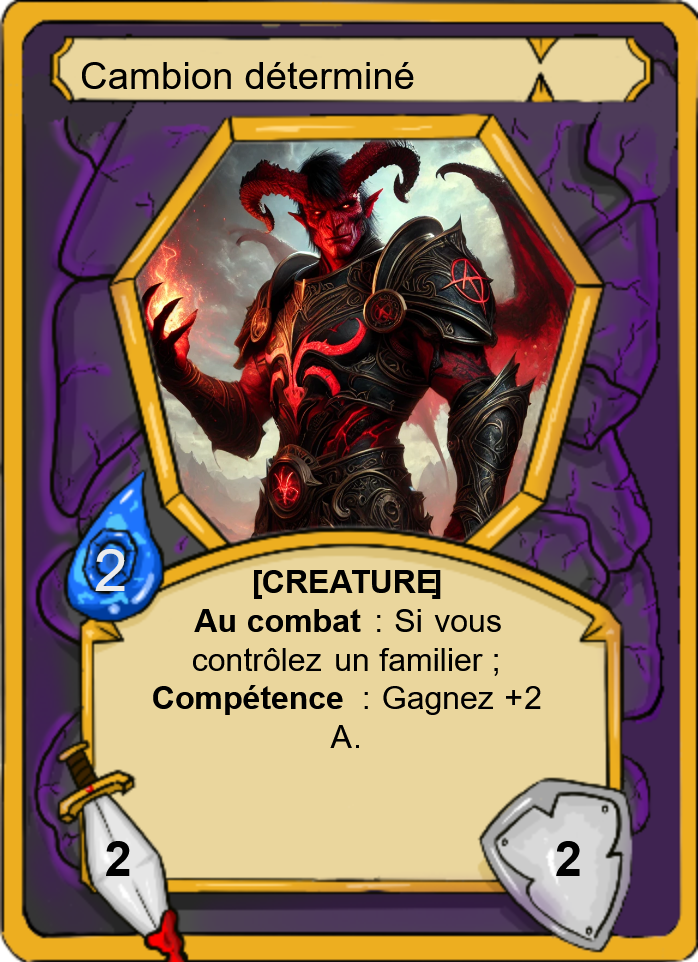 Cambion déterminé
2
[CREATURE]
Au combat : Si vous
contrôlez un familier ;
Compétence : Gagnez +2
A.
2
2